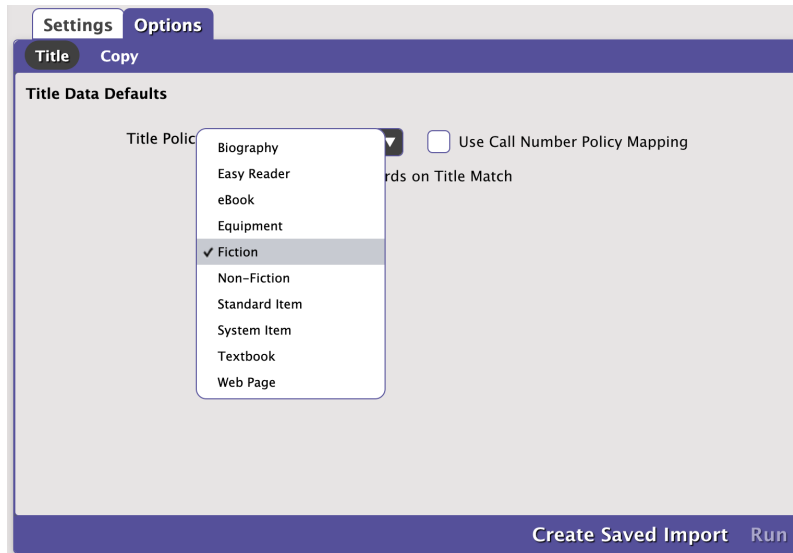 Settings Options
Title Copy
Title Data Defaults
Title Polic
Use Call Number Policy Mapping
rds on Title Match
Biography
Easy Reader
eBook
Equipment
✓ Fiction
Non-Fiction
Standard Item
System Item
Textbook
Web Page
Create Saved Import Run